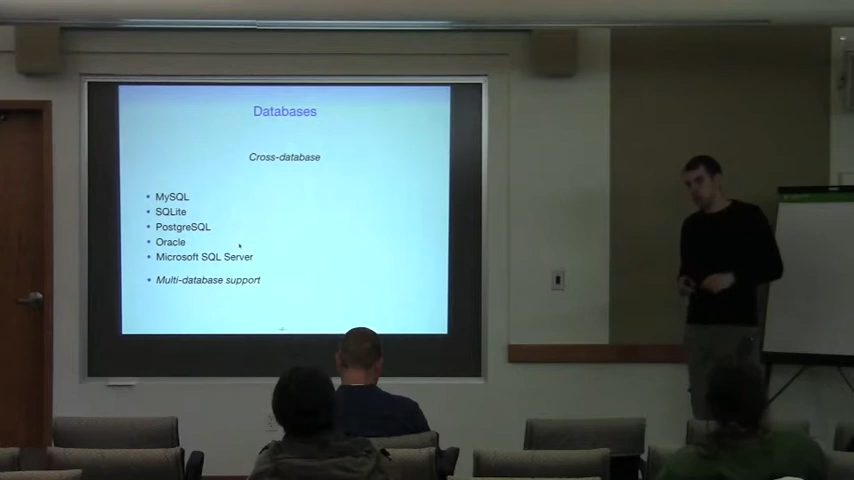 Databases
Cross-database
MySQL
SQLite
PostgreSQL
Oracle
Microsoft SQL Server
Multi-database support